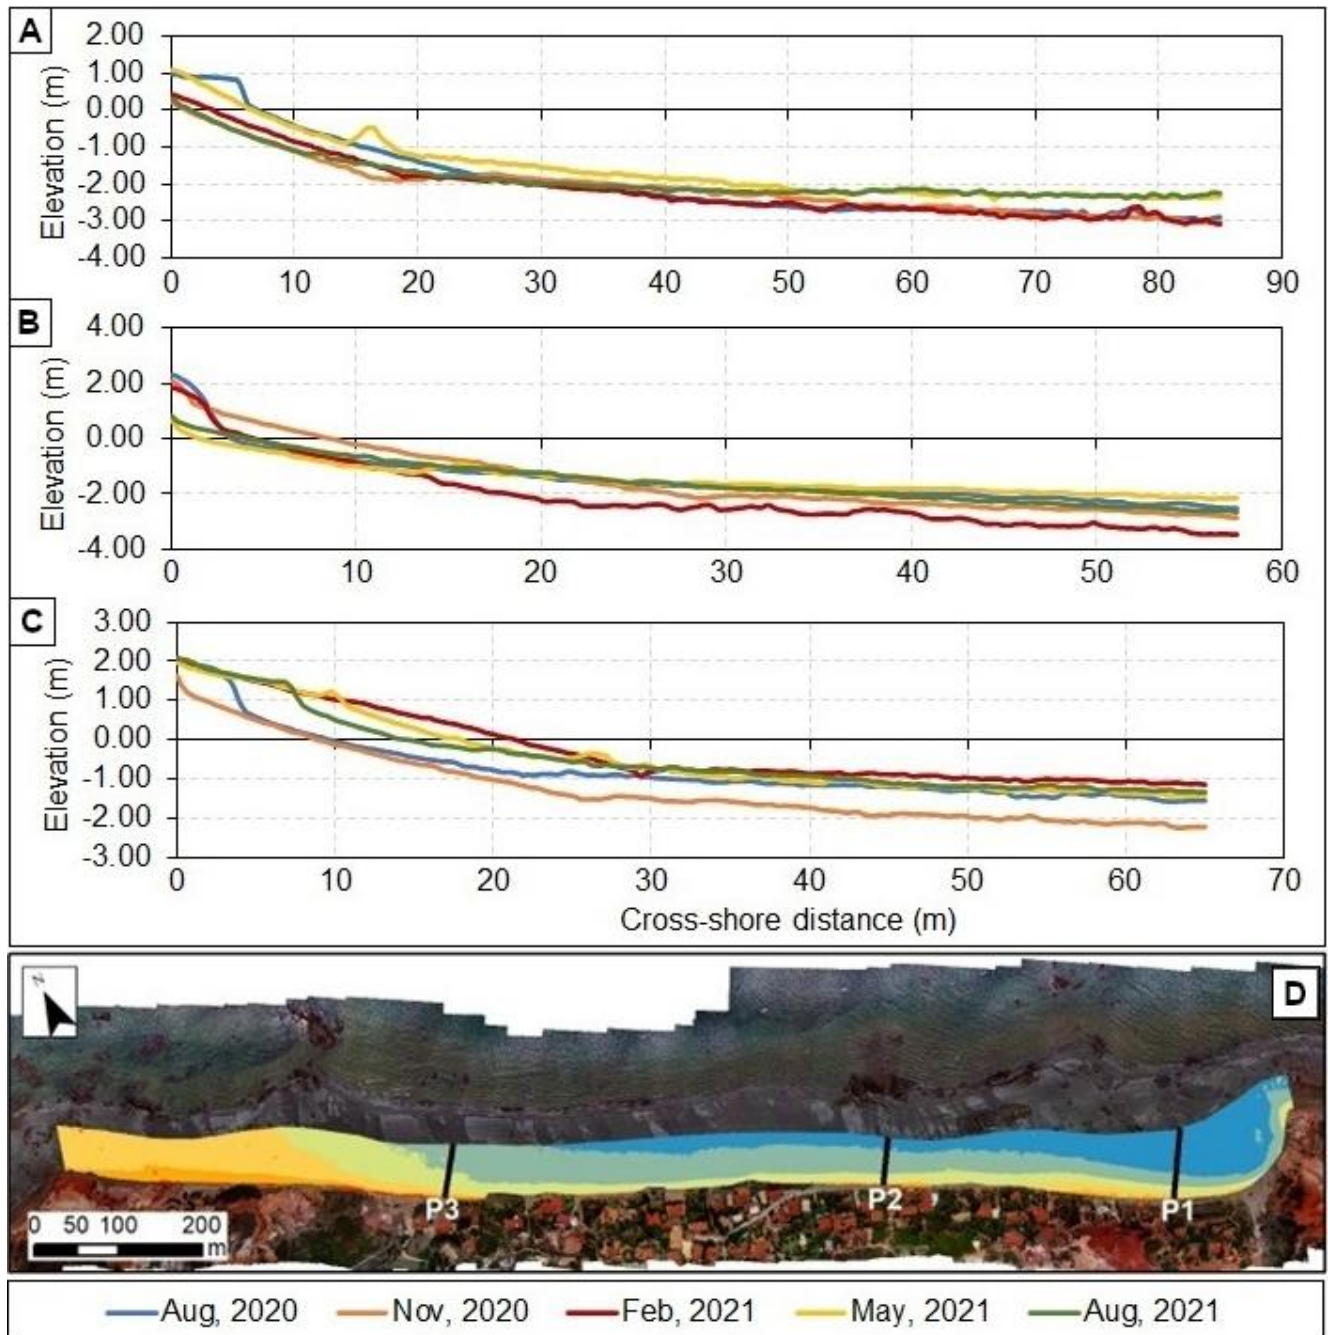 A
2.00
1.00
0.00
-1.00
-2.00
-3.00
-4.00
Elevation (m)
0 10 20 30 40 50 60 70 80 90
B
4.00
2.00
0.00
-2.00
-4.00
Elevation (m)
0 10 20 30 40 50 60
C
3.00
2.00
1.00
0.00
-1.00
-2.00
-3.00
Elevation (m)
0 10 20 30 40 50 60 70
Cross-shore distance (m)
N
D
P3
P2
P1
0 50 100 200
m
Aug, 2020 Nov, 2020 Feb, 2021 May, 2021 Aug, 2021